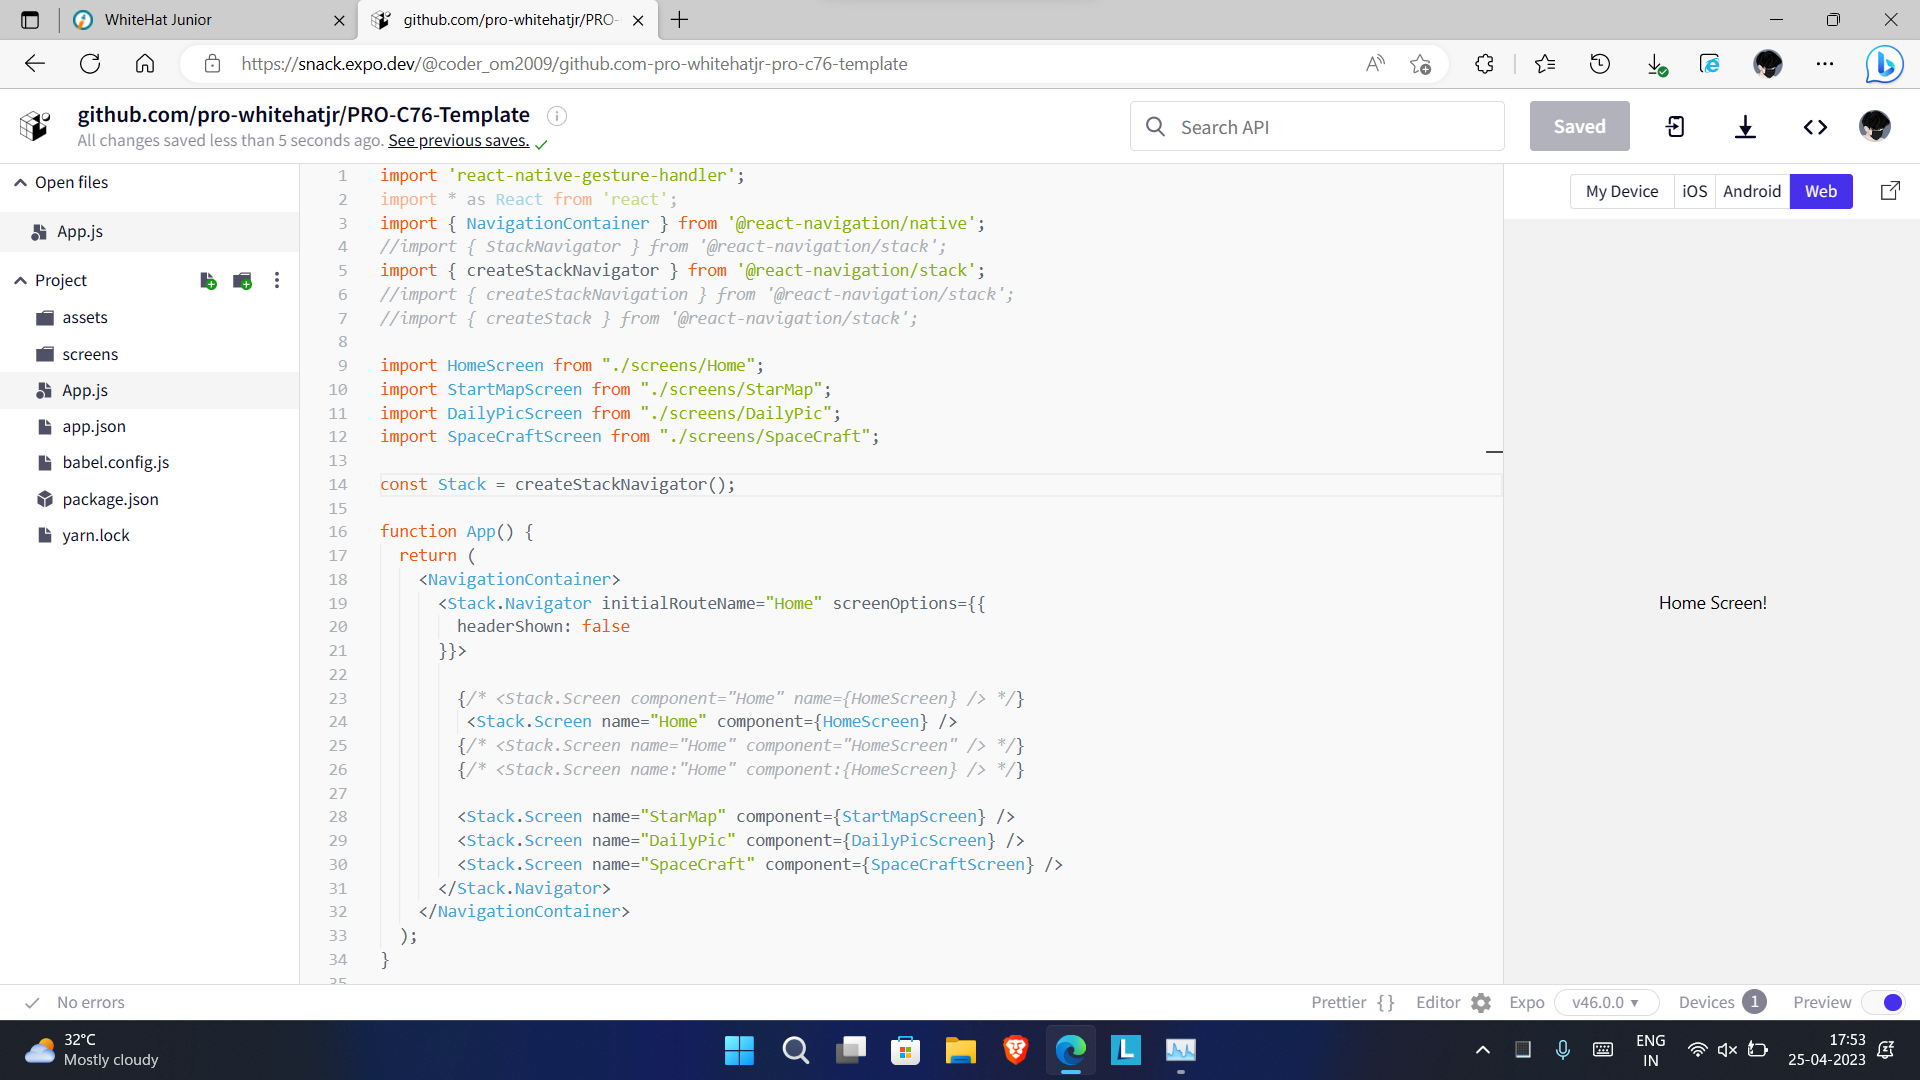 WhiteHat Junior
github.com/pro-whitehatjr/PRO-
https://snack.expo.dev/@coder_om2009/github.com-pro-whitehatjr-pro-c76-template
github.com/pro-whitehatjr/PRO-C76-Template
All changes saved less than 5 seconds ago. See previous saves.
Search API
Saved
Open files
App.js
Project
assets
screens
App.js
app.json
babel.config.js
package.json
yarn.lock
1 import 'react-native-gesture-handler';
2 import * as React from 'react';
3 import { NavigationContainer } from '@react-navigation/native';
4 //import { StackNavigator } from '@react-navigation/stack';
5 import { createStackNavigator } from '@react-navigation/stack';
6 //import { createStackNavigation } from '@react-navigation/stack';
7 //import { createStack } from '@react-navigation/stack';
8
9 import HomeScreen from "./screens/Home";
10 import StartMapScreen from "./screens/StarMap";
11 import DailyPicScreen from "./screens/DailyPic";
12 import SpaceCraftScreen from "./screens/SpaceCraft";
13
14 const Stack = createStackNavigator();
15
16 function App() {
17 return (
18 <NavigationContainer>
19 <Stack.Navigator initialRouteName="Home" screenOptions={{
20 headerShown: false
21 }}>
22
23 {/* <Stack.Screen component="Home" name={HomeScreen} /> */}
24 <Stack.Screen name="Home" component={HomeScreen} />
25 {/* <Stack.Screen name="Home" component="HomeScreen" /> */}
26 {/* <Stack.Screen name:"Home" component:{HomeScreen} /> */}
27
28 <Stack.Screen name="StarMap" component={StartMapScreen} />
29 <Stack.Screen name="DailyPic" component={DailyPicScreen} />
30 <Stack.Screen name="SpaceCraft" component={SpaceCraftScreen} />
31 </Stack.Navigator>
32 </NavigationContainer>
33 );
34 }
35
My Device iOS Android Web
Home Screen!
No errors
Prettier { } Editor Expo v46.0.0 Devices 1 Preview
32°C
Mostly cloudy
ENG
IN
17:53
25-04-2023